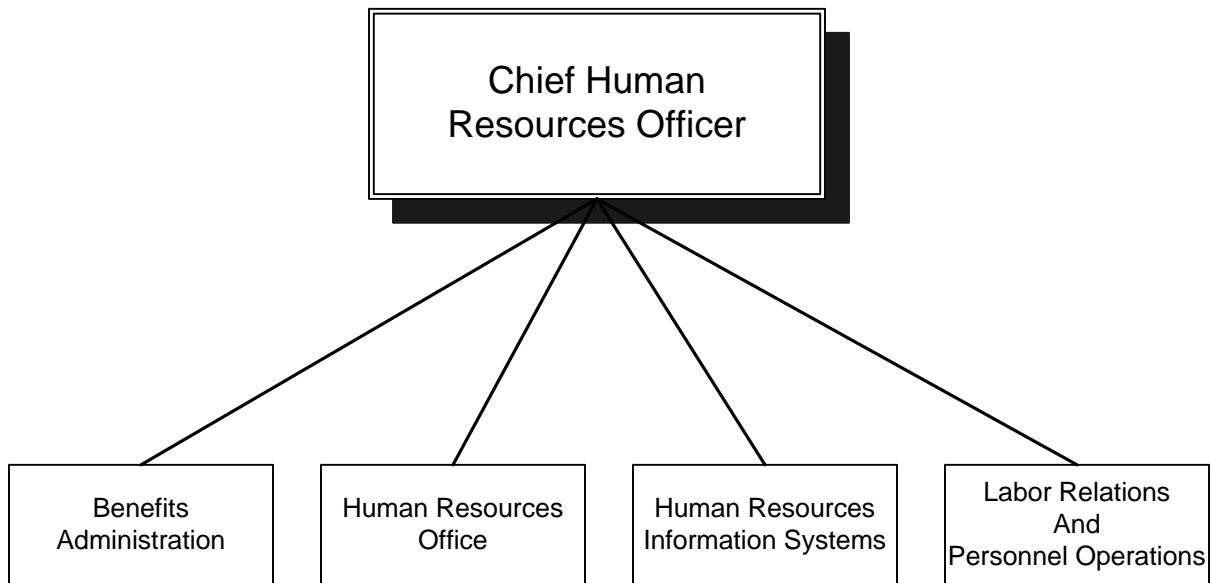 Chief Human
Resources Officer
Benefits
Administration
Human Resources
Office
Human Resources
Information Systems
Labor Relations
And
Personnel Operations